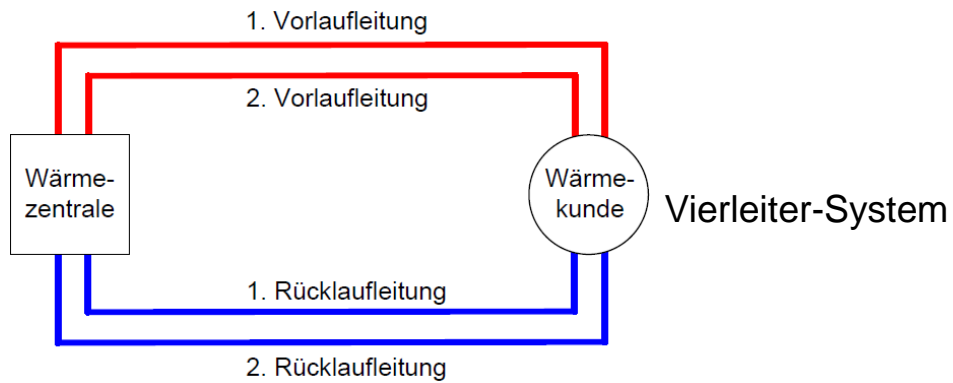 1. Vorlaufleitung
2. Vorlaufleitung
Wärme-
zentrale
Wärme-
kunde
Vierleiter-System
1. Rücklaufleitung
2. Rücklaufleitung